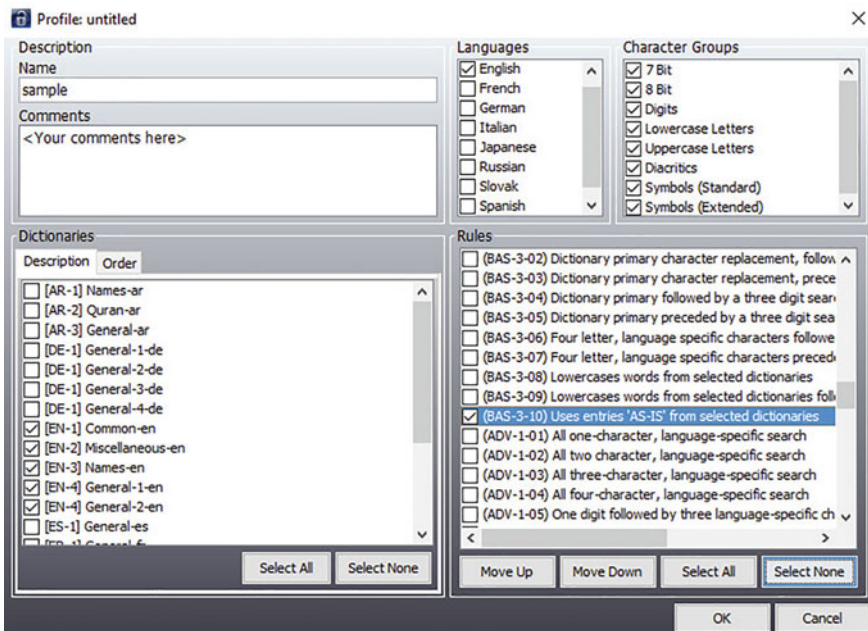 Profile: untitled
Description
Name
sample
Comments
<Your comments here>
Languages
English
French
German
Italian
Japanese
Russian
Slovak
Spanish
Character Groups
7 Bit
8 Bit
Digits
Lowercase Letters
Uppercase Letters
Diacritics
Symbols (Standard)
Symbols (Extended)
Dictionaries
Description Order
[AR-1] Names-ar
[AR-2] Quran-ar
[AR-3] General-ar
[DE-1] General-1-de
[DE-1] General-2-de
[DE-1] General-3-de
[DE-1] General-4-de
[EN-1] Common-en
[EN-2] Miscellaneous-en
[EN-3] Names-en
[EN-4] General-1-en
[EN-4] General-2-en
[ES-1] General-es
Select All Select None
Rules
(BAS-3-02) Dictionary primary character replacement, follow
(BAS-3-03) Dictionary primary character replacement, prece
(BAS-3-04) Dictionary primary followed by a three digit sear
(BAS-3-05) Dictionary primary preceded by a three digit sea
(BAS-3-06) Four letter, language specific characters followe
(BAS-3-07) Four letter, language specific characters preced
(BAS-3-08) Lowercases words from selected dictionaries
(BAS-3-09) Lowercases words from selected dictionaries foll
(BAS-3-10) Uses entries 'AS-IS' from selected dictionaries
(ADV-1-01) All one-character, language-specific search
(ADV-1-02) All two character, language-specific search
(ADV-1-03) All three-character, language-specific search
(ADV-1-04) All four-character, language-specific search
(ADV-1-05) One digit followed by three language-specific ch
Move Up Move Down Select All Select None
OK Cancel